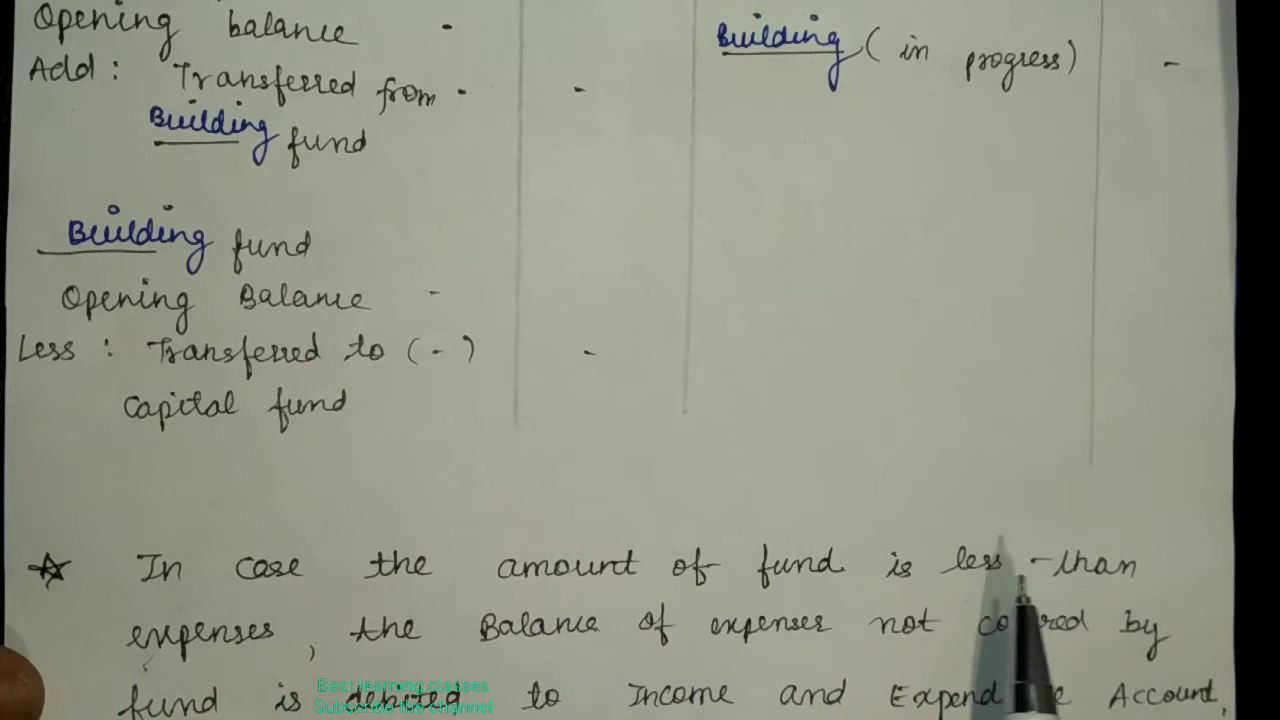 Opening balance -
Building (in progress) -
Add: Transferred from - -
Building fund
Building fund
Opening Balance -
Less: Transferred to (-) -
Capital fund
☆ In case the amount of fund is less than
expenses, the Balance of expenses not by
fund is debited to Income and Account,
Best learning classes
Subscribe the channel